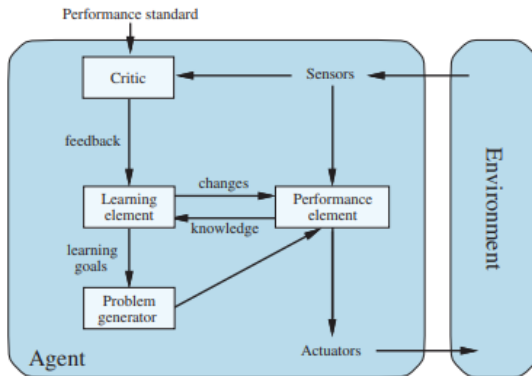 Performance standard
Critic
Sensors
feedback
changes
Learning
element
Performance
element
knowledge
learning
goals
Problem
generator
Agent
Actuators
Environment